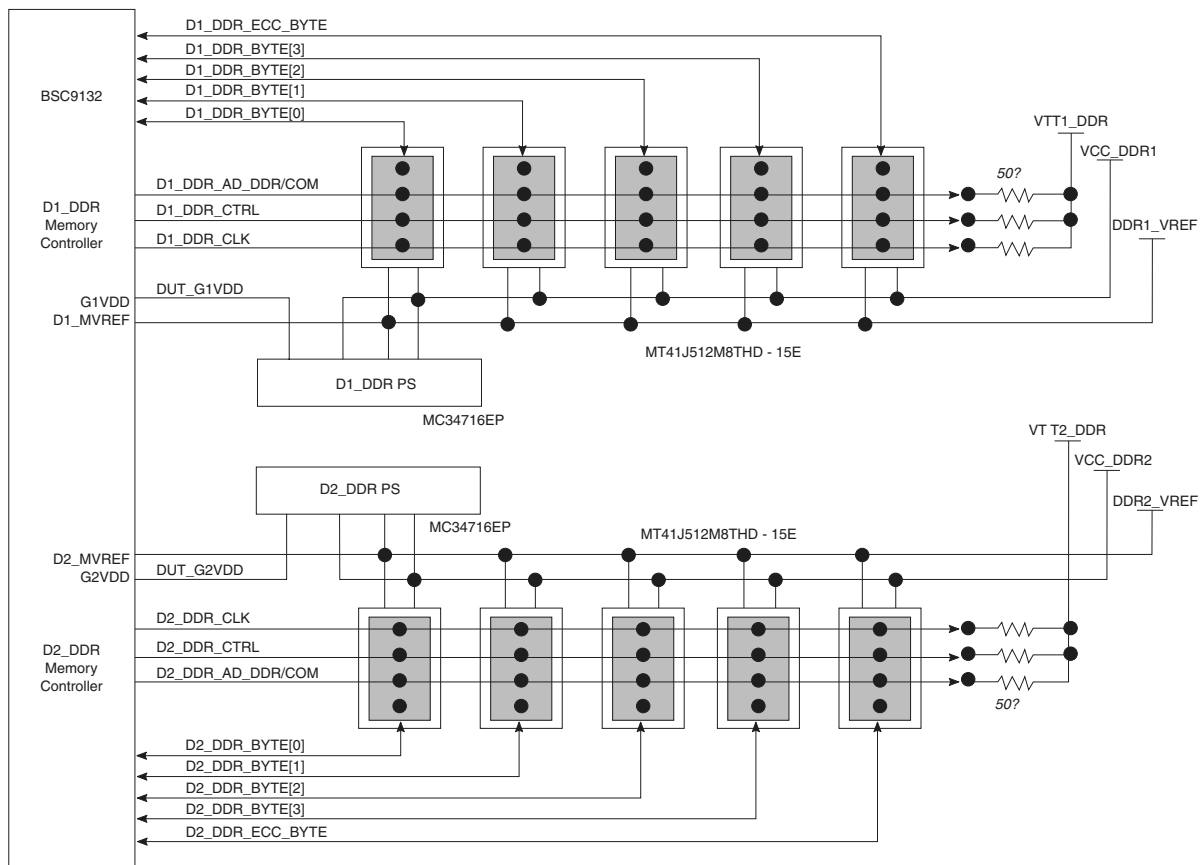 D1_DDR_ECC_BYTE
D1_DDR_BYTE[3]
D1_DDR_BYTE[2]
D1_DDR_BYTE[1]
D1_DDR_BYTE[0]
BSC9132
VTT1_DDR
VCC_DDR1
50?
DDR1_VREF
D1_DDR_AD_DDR/COM
D1_DDR_CTRL
D1_DDR_CLK
D1_DDR
Memory
Controller
DUT_G1VDD
G1VDD
D1_MVREF
MT41J512M8THD - 15E
D1_DDR PS
MC34716EP
VT T2_DDR
VCC_DDR2
DDR2_VREF
D2_DDR PS
MC34716EP
MT41J512M8THD - 15E
D2_MVREF
G2VDD
DUT_G2VDD
D2_DDR_CLK
D2_DDR_CTRL
D2_DDR_AD_DDR/COM
D2_DDR
Memory
Controller
50?
D2_DDR_BYTE[0]
D2_DDR_BYTE[1]
D2_DDR_BYTE[2]
D2_DDR_BYTE[3]
D2_DDR_ECC_BYTE